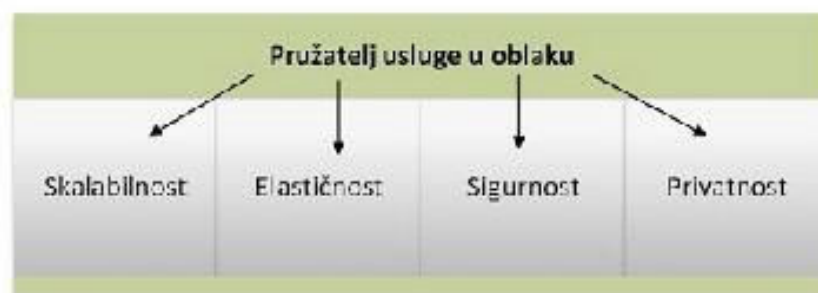 Pružatelj usluge u oblaku
Skalabilnost Elastičnost Sigurnost Privatnost